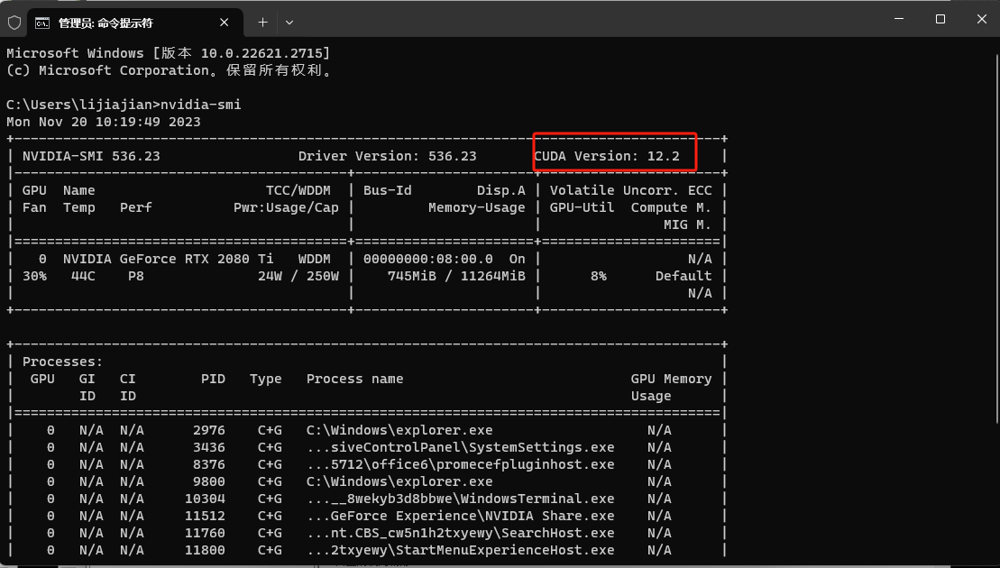 管理员: 命令提示符
Microsoft Windows [版本 10.0.22621.2715]
(c) Microsoft Corporation。保留所有权利。
C:\Users\lijiajian>nvidia-smi
Mon Nov 20 10:19:49 2023
+---------------------------------------------------------------------------------------+
| NVIDIA-SMI 536.23                 Driver Version: 536.23       CUDA Version: 12.2     |
|-----------------------------------------+----------------------+----------------------+
| GPU  Name                     TCC/WDDM  | Bus-Id        Disp.A | Volatile Uncorr. ECC |
| Fan  Temp   Perf          Pwr:Usage/Cap |         Memory-Usage | GPU-Util  Compute M. |
|                                         |                      |               MIG M. |
|=========================================+======================+======================|
|   0  NVIDIA GeForce RTX 2080 Ti   WDDM  | 00000000:08:00.0  On |                  N/A |
| 30%   44C    P8              24W / 250W |    745MiB / 11264MiB |      8%      Default |
|                                         |                      |                  N/A |
+-----------------------------------------+----------------------+----------------------+
+---------------------------------------------------------------------------------------+
| Processes:                                                                            |
|  GPU   GI   CI        PID   Type   Process name                            GPU Memory |
|        ID   ID                                                             Usage      |
|=======================================================================================|
|    0   N/A  N/A      2976    C+G   C:\Windows\explorer.exe                   N/A      |
|    0   N/A  N/A      3436    C+G   ...siveControlPanel\SystemSettings.exe    N/A      |
|    0   N/A  N/A      8376    C+G   ...5712\office6\promecefpluginhost.exe    N/A      |
|    0   N/A  N/A      9800    C+G   C:\Windows\explorer.exe                   N/A      |
|    0   N/A  N/A     10304    C+G   ...__8wekyb3d8bbwe\WindowsTerminal.exe    N/A      |
|    0   N/A  N/A     11512    C+G   ...GeForce Experience\NVIDIA Share.exe    N/A      |
|    0   N/A  N/A     11760    C+G   ...nt.CBS_cw5n1h2txyewy\SearchHost.exe    N/A      |
|    0   N/A  N/A     11800    C+G   ...2txyewy\StartMenuExperienceHost.exe    N/A      |